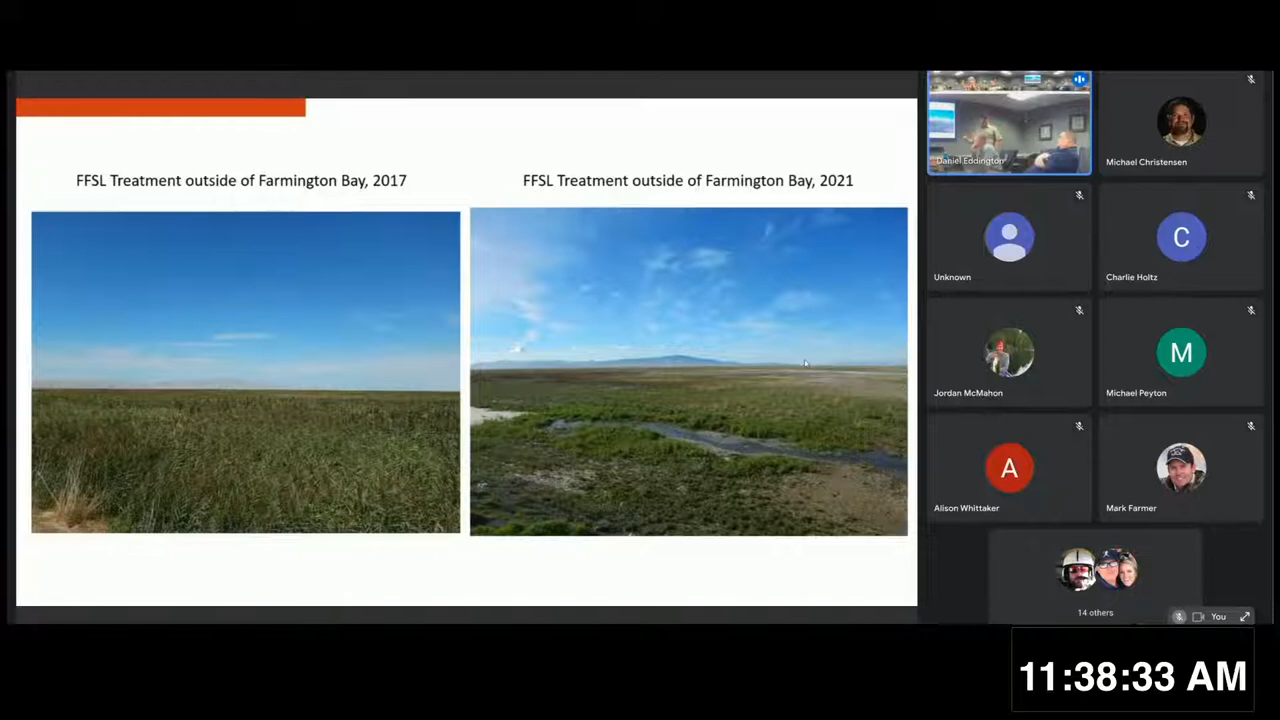 FFSL Treatment outside of Farmington Bay, 2017
FFSL Treatment outside of Farmington Bay, 2021
Daniel Eddington
Michael Christensen
Unknown
C
Charlie Holtz
Jordan McMahon
M
Michael Peyton
A
Alison Whittaker
Mark Farmer
14 others
You
11:38:33 AM